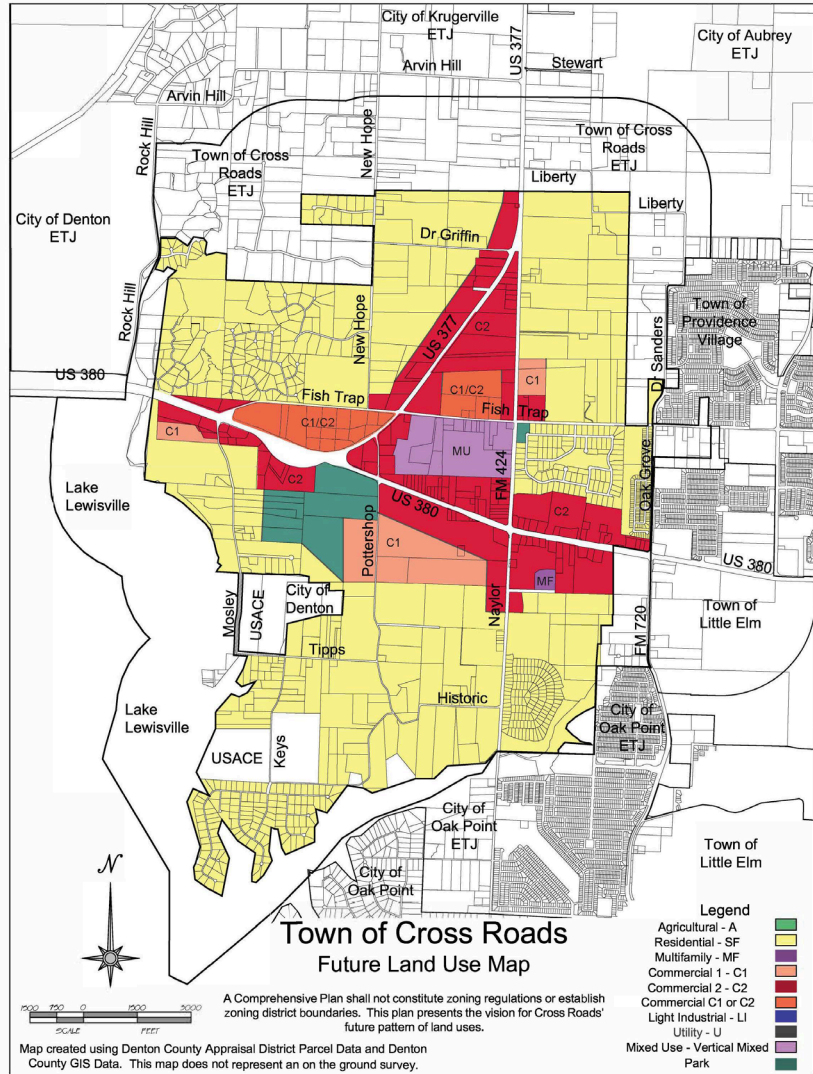 City of Krugerville
ETJ
City of Aubrey
ETJ
US 377
Stewart
Arvin Hill
Arvin Hill
Rock Hill
New Hope
Town of Cross
Roads
ETJ
Town of Cross
Roads
ETJ
Liberty
Liberty
City of Denton
ETJ
Dr Griffin
Rock Hill
New Hope
US 377
C2
Dr Sanders
Town of
Providence
Village
US 380
Fish Trap
C1/C2
C1
Fish Trap
C1/C2
C1
MU
FM 424
Oak Grove
Lake
Lewisville
C2
US 380
C2
Pottershop
C1
US 380
MF
Naylor
Mosley
USACE
City of
Denton
FM 720
Town of
Little Elm
Tipps
Historic
Lake
Lewisville
USACE
Keys
City of
Oak Point
ETJ
City of
Oak Point
ETJ
City of
Oak Point
Town of
Little Elm
N
Town of Cross Roads
Future Land Use Map
Legend
Agricultural - A
Residential - SF
Multifamily - MF
Commercial 1 - C1
Commercial 2 - C2
Commercial C1 or C2
Light Industrial - LI
Utility - U
Mixed Use - Vertical Mixed
Park
A Comprehensive Plan shall not constitute zoning regulations or establish
zoning district boundaries. This plan presents the vision for Cross Roads'
future pattern of land uses.
1500 750 0 1500 3000
SCALE FEET
Map created using Denton County Appraisal District Parcel Data and Denton
County GIS Data. This map does not represent an on the ground survey.